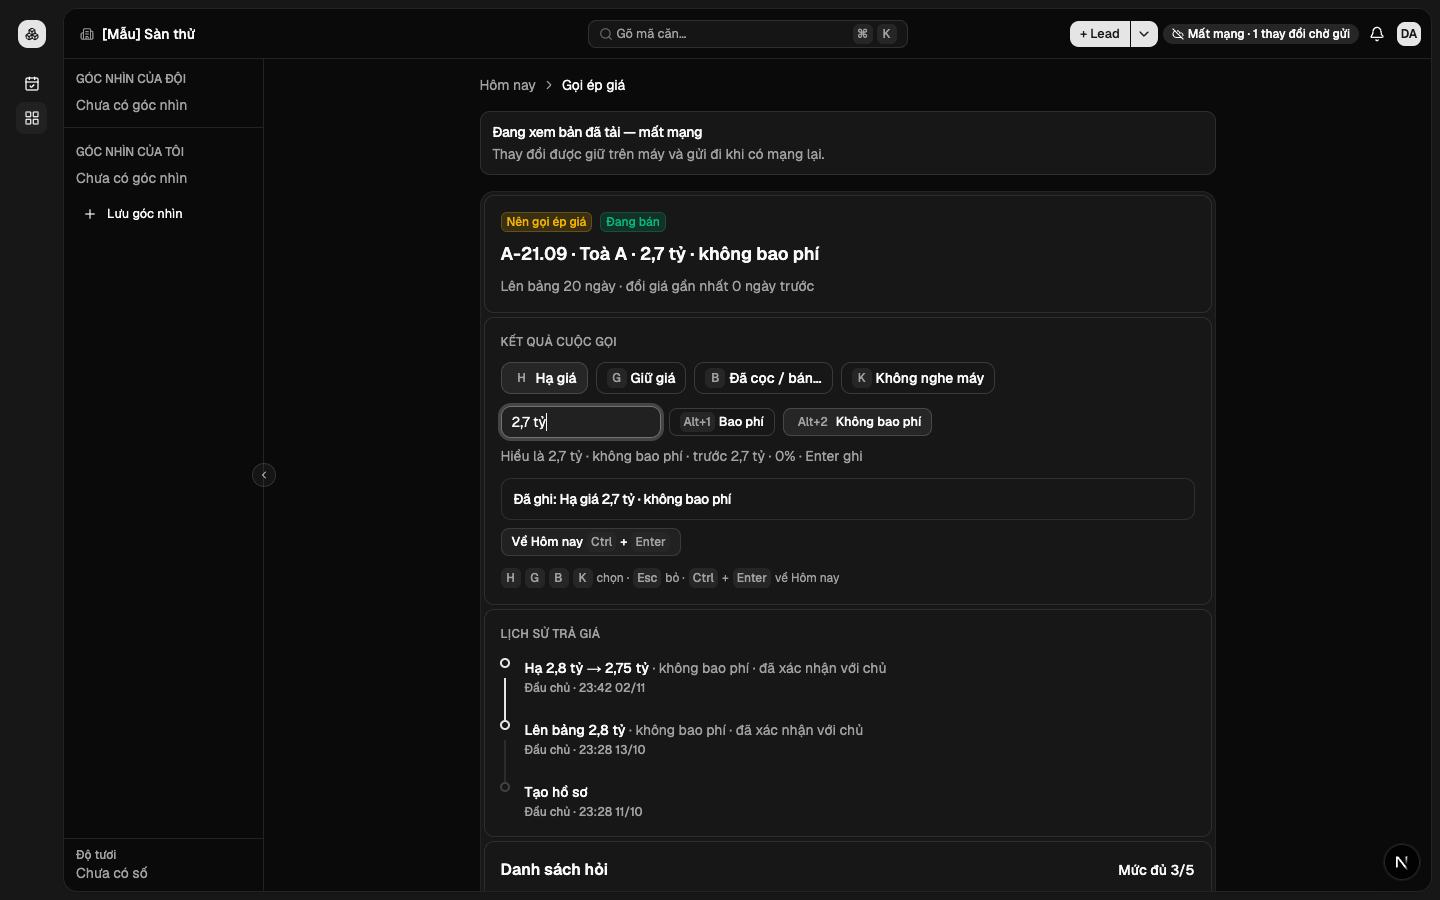 [Mẫu] Sàn thử
Gõ mã căn...
⌘ K
+ Lead
Mất mạng · 1 thay đổi chờ gửi
DA
GÓC NHÌN CỦA ĐỘI
Chưa có góc nhìn
GÓC NHÌN CỦA TÔI
Chưa có góc nhìn
+ Lưu góc nhìn
Độ tươi
Chưa có số
Hôm nay > Gọi ép giá
Đang xem bản đã tải — mất mạng
Thay đổi được giữ trên máy và gửi đi khi có mạng lại.
Nên gọi ép giá Đang bán
A-21.09 · Toà A · 2,7 tỷ · không bao phí
Lên bảng 20 ngày · đổi giá gần nhất 0 ngày trước
KẾT QUẢ CUỘC GỌI
H Hạ giá G Giữ giá B Đã cọc / bán... K Không nghe máy
2,7 tỷ Alt+1 Bao phí Alt+2 Không bao phí
Hiểu là 2,7 tỷ · không bao phí · trước 2,7 tỷ · 0% · Enter ghi
Đã ghi: Hạ giá 2,7 tỷ · không bao phí
Về Hôm nay Ctrl + Enter
H G B K chọn · Esc bỏ · Ctrl + Enter về Hôm nay
LỊCH SỬ TRẢ GIÁ
Hạ 2,8 tỷ → 2,75 tỷ · không bao phí · đã xác nhận với chủ
Đầu chủ · 23:42 02/11
Lên bảng 2,8 tỷ · không bao phí · đã xác nhận với chủ
Đầu chủ · 23:28 13/10
Tạo hồ sơ
Đầu chủ · 23:28 11/10
Danh sách hỏi
Mức đủ 3/5
N